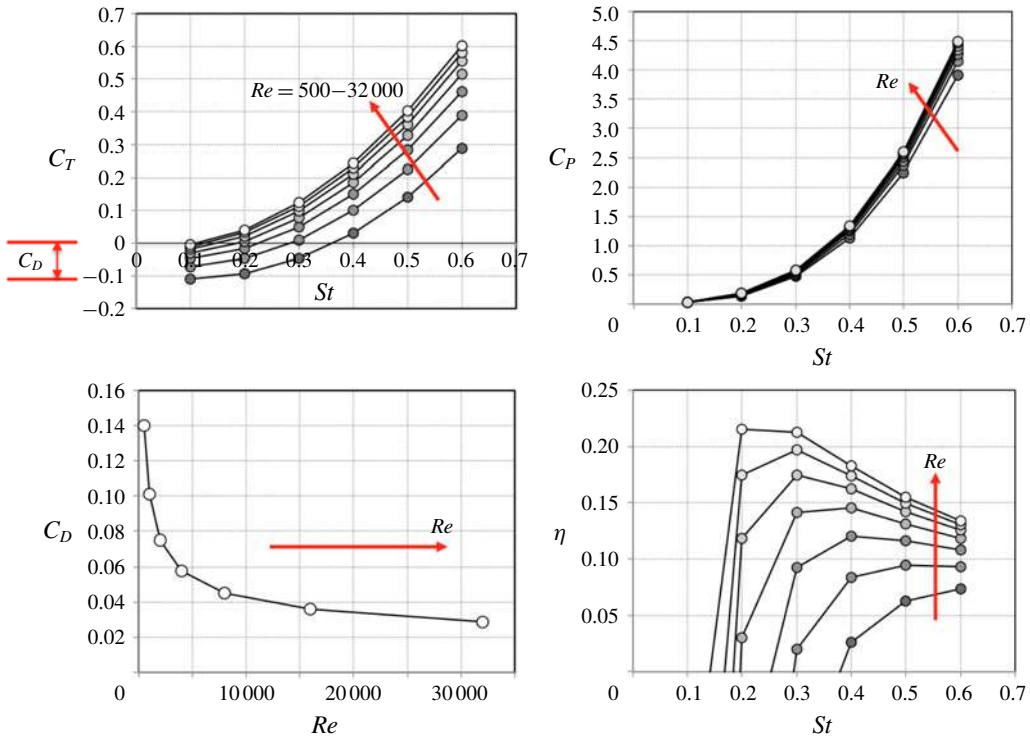 0.7
0.6
0.5
0.4
0.3
0.2
0.1
0
−0.1
−0.2
C_T
C_D
Re = 500−32 000
0 0.1 0.2 0.3 0.4 0.5 0.6 0.7
St
5.0
4.5
4.0
3.5
3.0
2.5
2.0
1.5
1.0
0.5
C_P
Re
0 0.1 0.2 0.3 0.4 0.5 0.6 0.7
St
0.16
0.14
0.12
0.10
0.08
0.06
0.04
0.02
C_D
Re
0 10 000 20 000 30 000
Re
0.25
0.20
0.15
0.10
0.05
η
Re
0 0.1 0.2 0.3 0.4 0.5 0.6 0.7
St